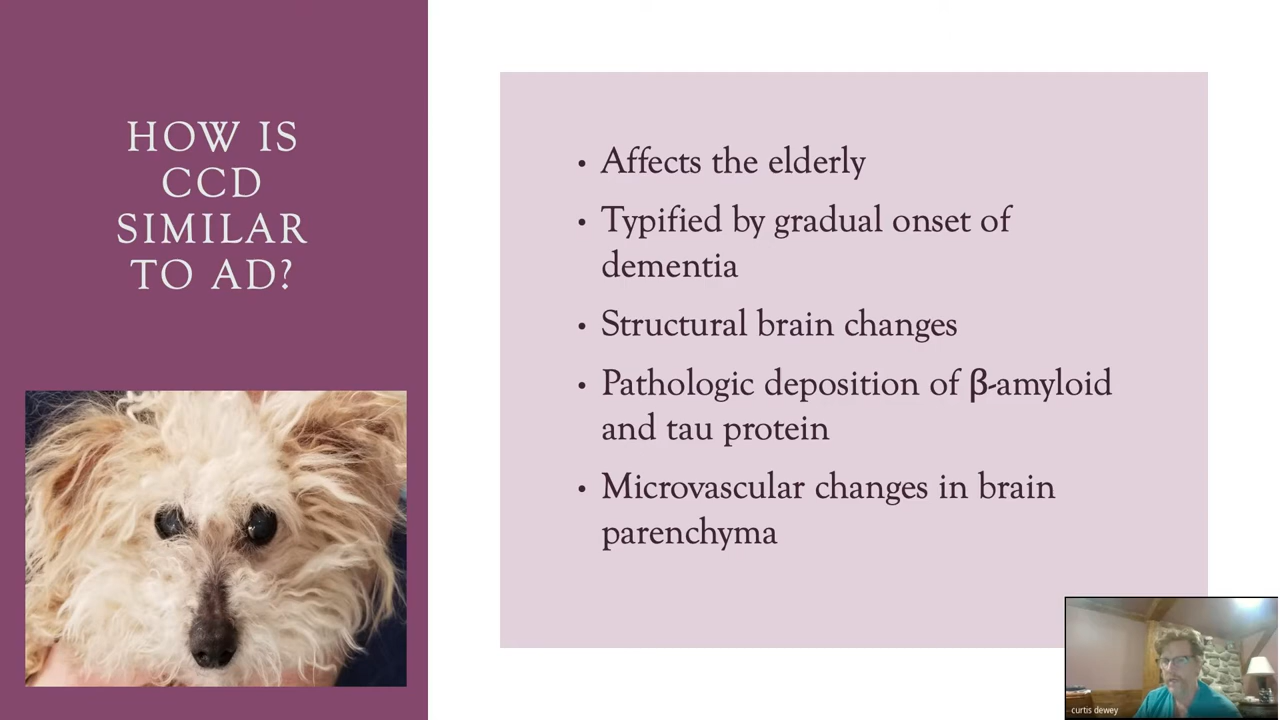 HOW IS
CCD
SIMILAR
TO AD?
• Affects the elderly
• Typified by gradual onset of
dementia
• Structural brain changes
• Pathologic deposition of β-amyloid
and tau protein
• Microvascular changes in brain
parenchyma
curtis dewey